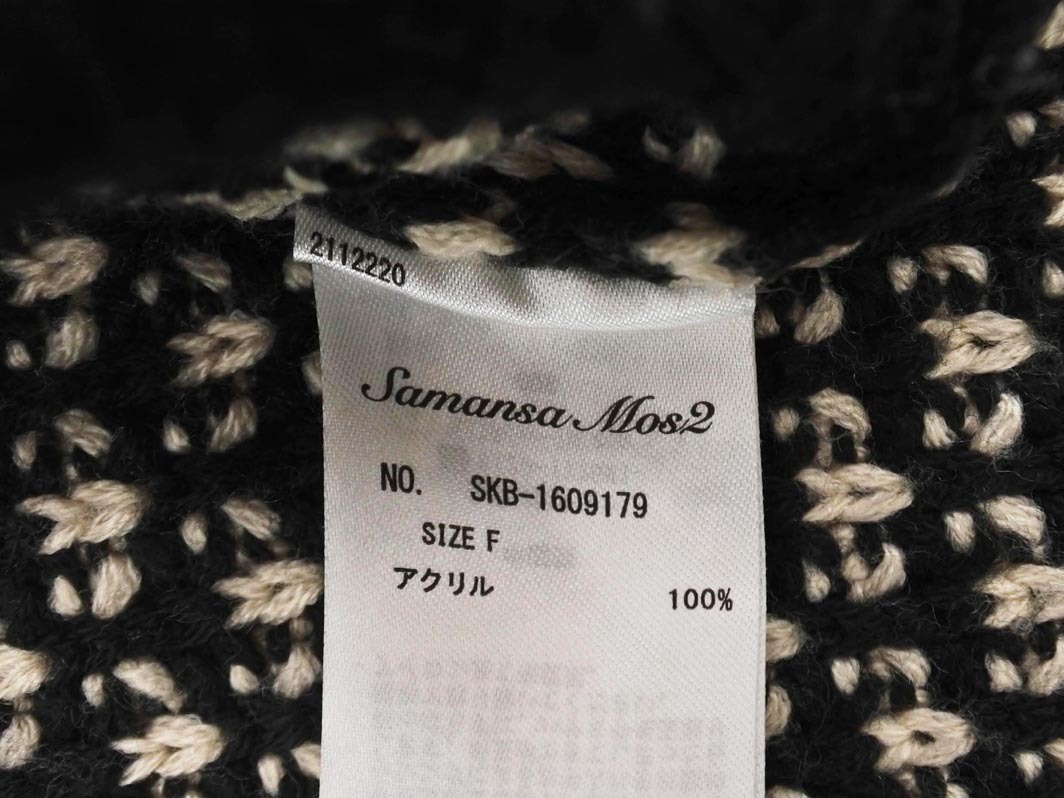 2112220
Samansa Mos2
NO. SKB-1609179
SIZE F
アクリル 100%